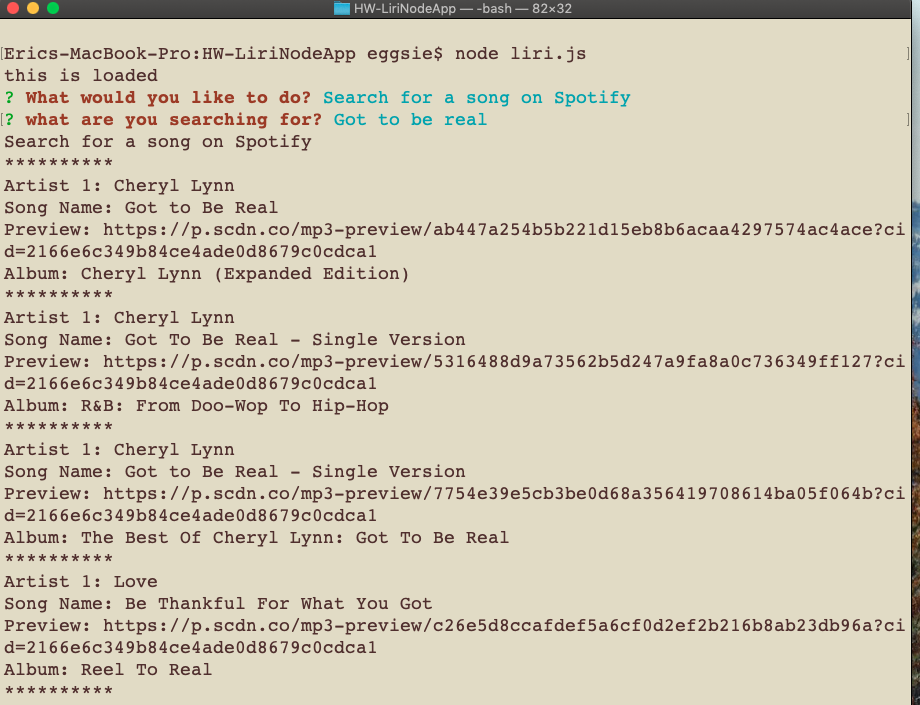 HW-LiriNodeApp — -bash — 82×32
[Erics-MacBook-Pro:HW-LiriNodeApp eggsie$ node liri.js ]
this is loaded
? What would you like to do? Search for a song on Spotify
[? what are you searching for? Got to be real ]
Search for a song on Spotify
**********
Artist 1: Cheryl Lynn
Song Name: Got to Be Real
Preview: https://p.scdn.co/mp3-preview/ab447a254b5b221d15eb8b6acaa4297574ac4ace?ci
d=2166e6c349b84ce4ade0d8679c0cdca1
Album: Cheryl Lynn (Expanded Edition)
**********
Artist 1: Cheryl Lynn
Song Name: Got To Be Real - Single Version
Preview: https://p.scdn.co/mp3-preview/5316488d9a73562b5d247a9fa8a0c736349ff127?ci
d=2166e6c349b84ce4ade0d8679c0cdca1
Album: R&B: From Doo-Wop To Hip-Hop
**********
Artist 1: Cheryl Lynn
Song Name: Got to Be Real - Single Version
Preview: https://p.scdn.co/mp3-preview/7754e39e5cb3be0d68a356419708614ba05f064b?ci
d=2166e6c349b84ce4ade0d8679c0cdca1
Album: The Best Of Cheryl Lynn: Got To Be Real
**********
Artist 1: Love
Song Name: Be Thankful For What You Got
Preview: https://p.scdn.co/mp3-preview/c26e5d8ccafdef5a6cf0d2ef2b216b8ab23db96a?ci
d=2166e6c349b84ce4ade0d8679c0cdca1
Album: Reel To Real
**********